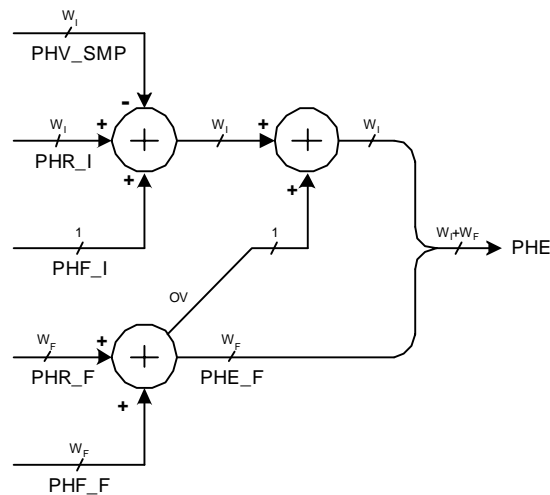 W_I
PHV_SMP
-
W_I
+
+
W_I
+
+
W_I
PHR_I
+
1
PHF_I
1
W_I+W_F
PHE
OV
W_F
+
+
W_F
PHR_F
PHE_F
+
W_F
PHF_F